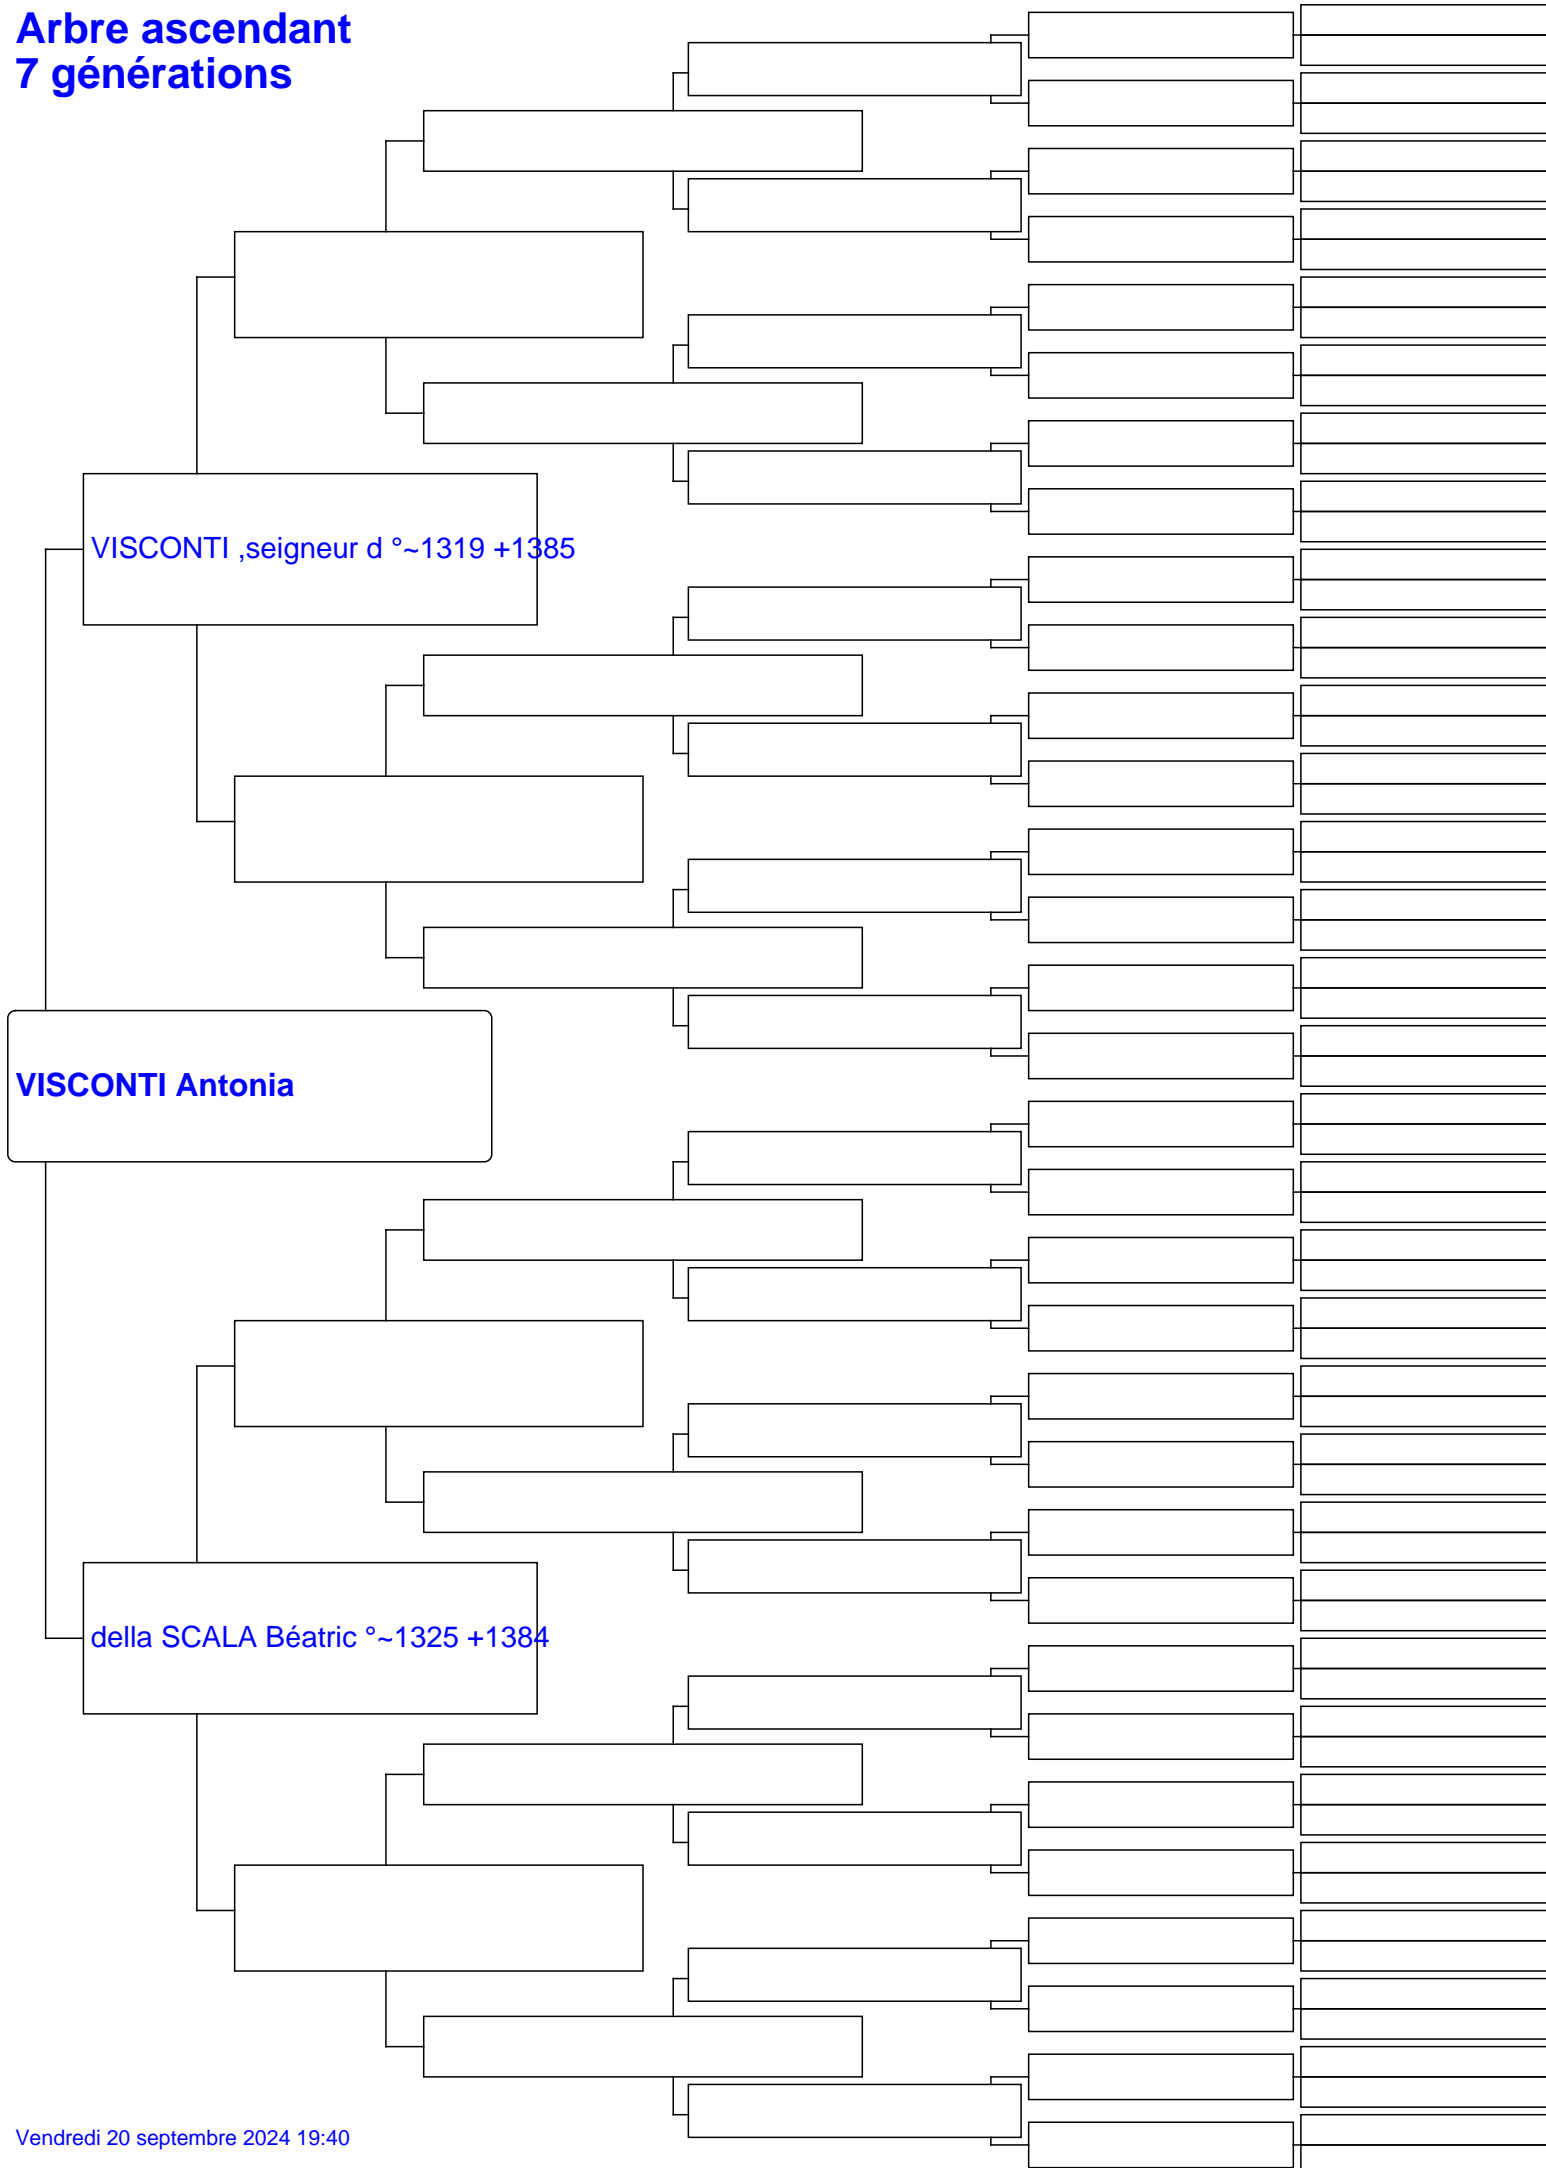 Arbre ascendant
7 générations
VISCONTI ,seigneur d °~1319 +1385
VISCONTI Antonia
della SCALA Béatric °~1325 +1384
Vendredi 20 septembre 2024 19:40